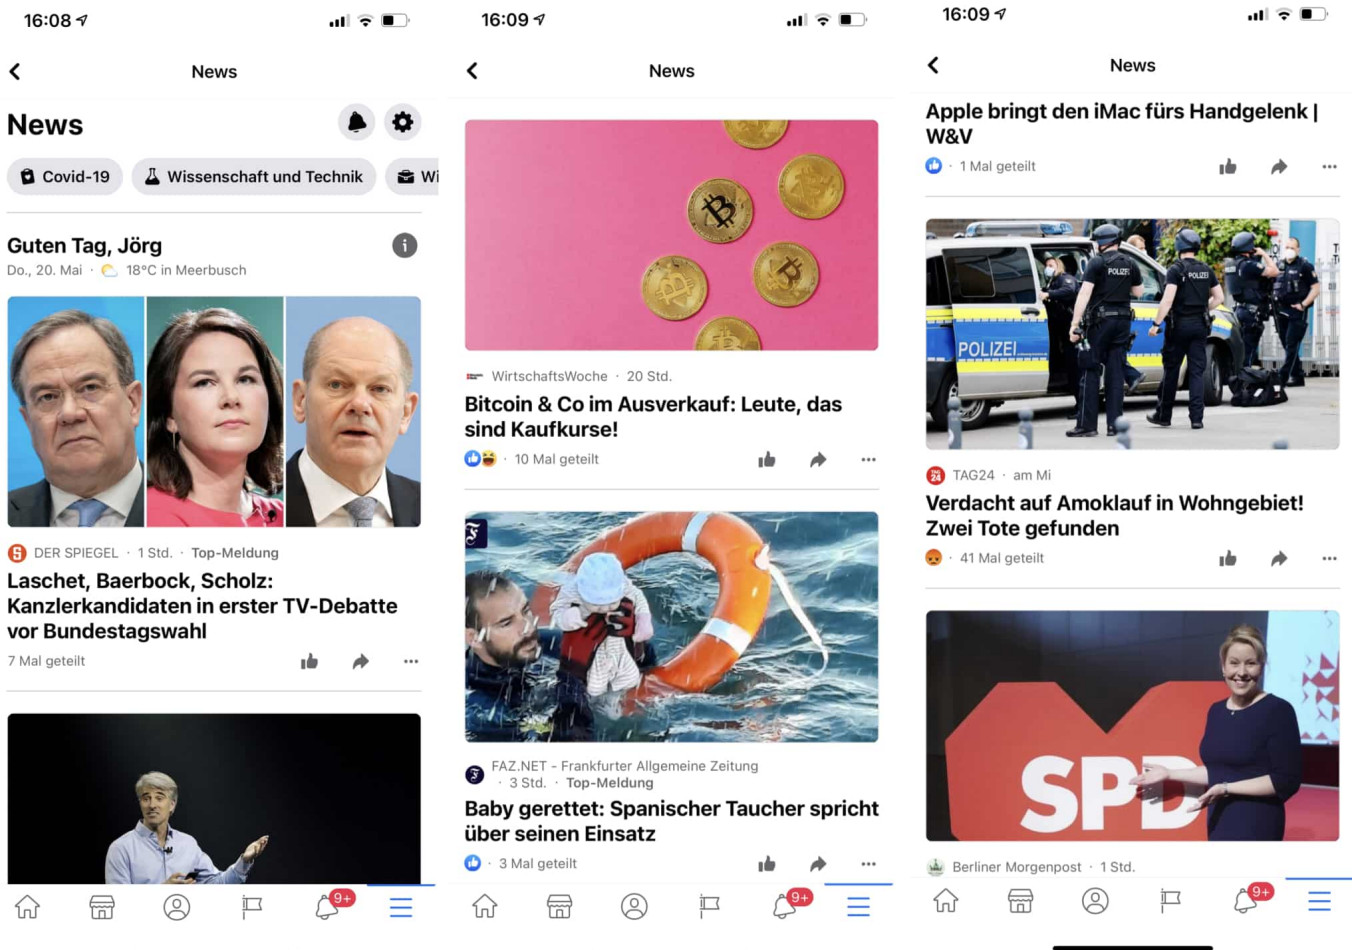 16:08
News
News
Covid-19
Wissenschaft und Technik
Wi
Guten Tag, Jörg
Do., 20. Mai · 18°C in Meerbusch
DER SPIEGEL · 1 Std. · Top-Meldung
Laschet, Baerbock, Scholz:
Kanzlerkandidaten in erster TV-Debatte
vor Bundestagswahl
7 Mal geteilt
9+
16:09
News
WirtschaftsWoche · 20 Std.
Bitcoin & Co im Ausverkauf: Leute, das
sind Kaufkurse!
10 Mal geteilt
FAZ.NET - Frankfurter Allgemeine Zeitung
· 3 Std. · Top-Meldung
Baby gerettet: Spanischer Taucher spricht
über seinen Einsatz
3 Mal geteilt
9+
16:09
News
Apple bringt den iMac fürs Handgelenk |
W&V
· 1 Mal geteilt
POLIZEI
POLIZEI
POLIZEI
TAG24 · am Mi
Verdacht auf Amoklauf in Wohngebiet!
Zwei Tote gefunden
· 41 Mal geteilt
SPD
Berliner Morgenpost · 1 Std.
9+